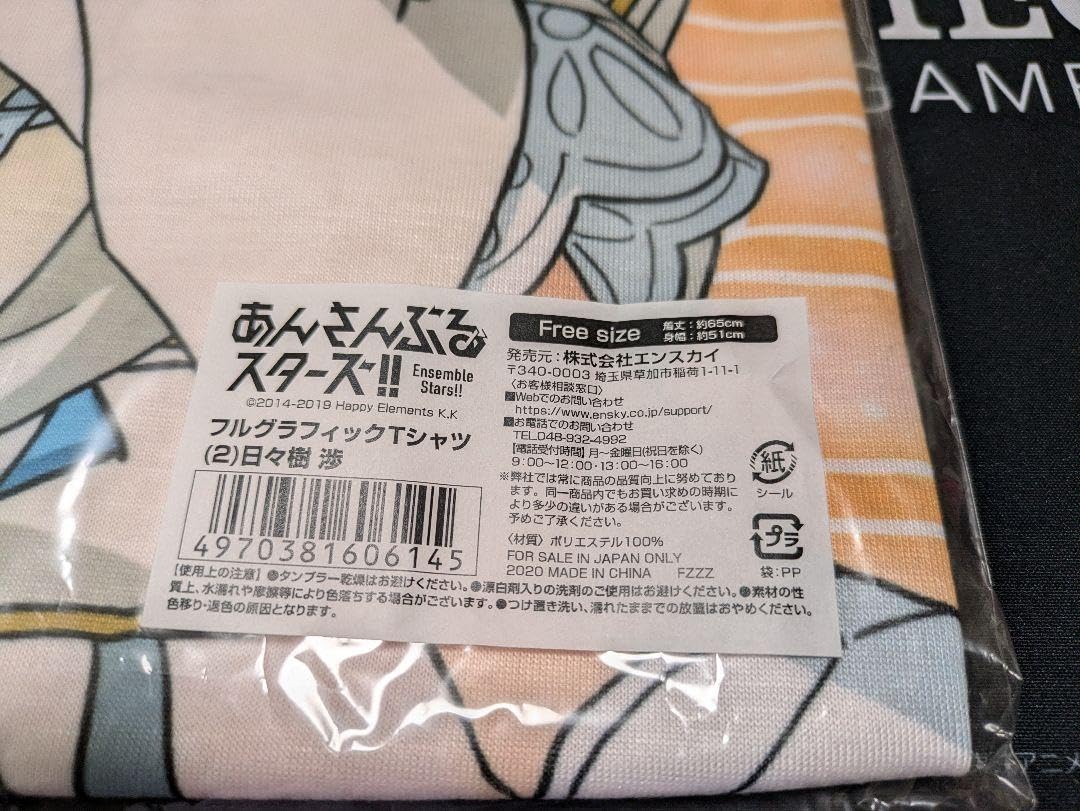 あんさんぶる
スターズ!!
Ensemble
Stars!!
©2014-2019 Happy Elements K.K
フルグラフィックTシャツ
(2)日々樹 渉
4970381606145
Free size
着丈：約65cm
身幅：約51cm
発売元：株式会社エンスカイ
〒340-0003 埼玉県草加市稲荷1-11-1
〈お客様相談窓口〉
■Webでのお問い合わせ
https://www.ensky.co.jp/support/
■お電話でのお問い合わせ
TEL048-932-4992
【電話受付時間】月～金曜日(祝日を除く)
9:00～12:00・13:00～16:00
※弊社では常に商品の品質向上に努めており
ます。同一商品内でもお買い求めの時期によ
り多少の違いがある場合がございます。
予めご了承ください。
〈材質〉ポリエステル100%
FOR SALE IN JAPAN ONLY
2020 MADE IN CHINA FZZZ
紙
シール
プラ
袋:PP
【使用上の注意】●タンブラー乾燥はお避けください。●漂白剤入りの洗剤のご使用はお避けください。●素材の性
質上、水濡れや摩擦等により色落ちする場合がございます。●つけ置き洗い、濡れたままでの放置はおやめください。
色移り・退色の原因となります。
GAME
アニメ